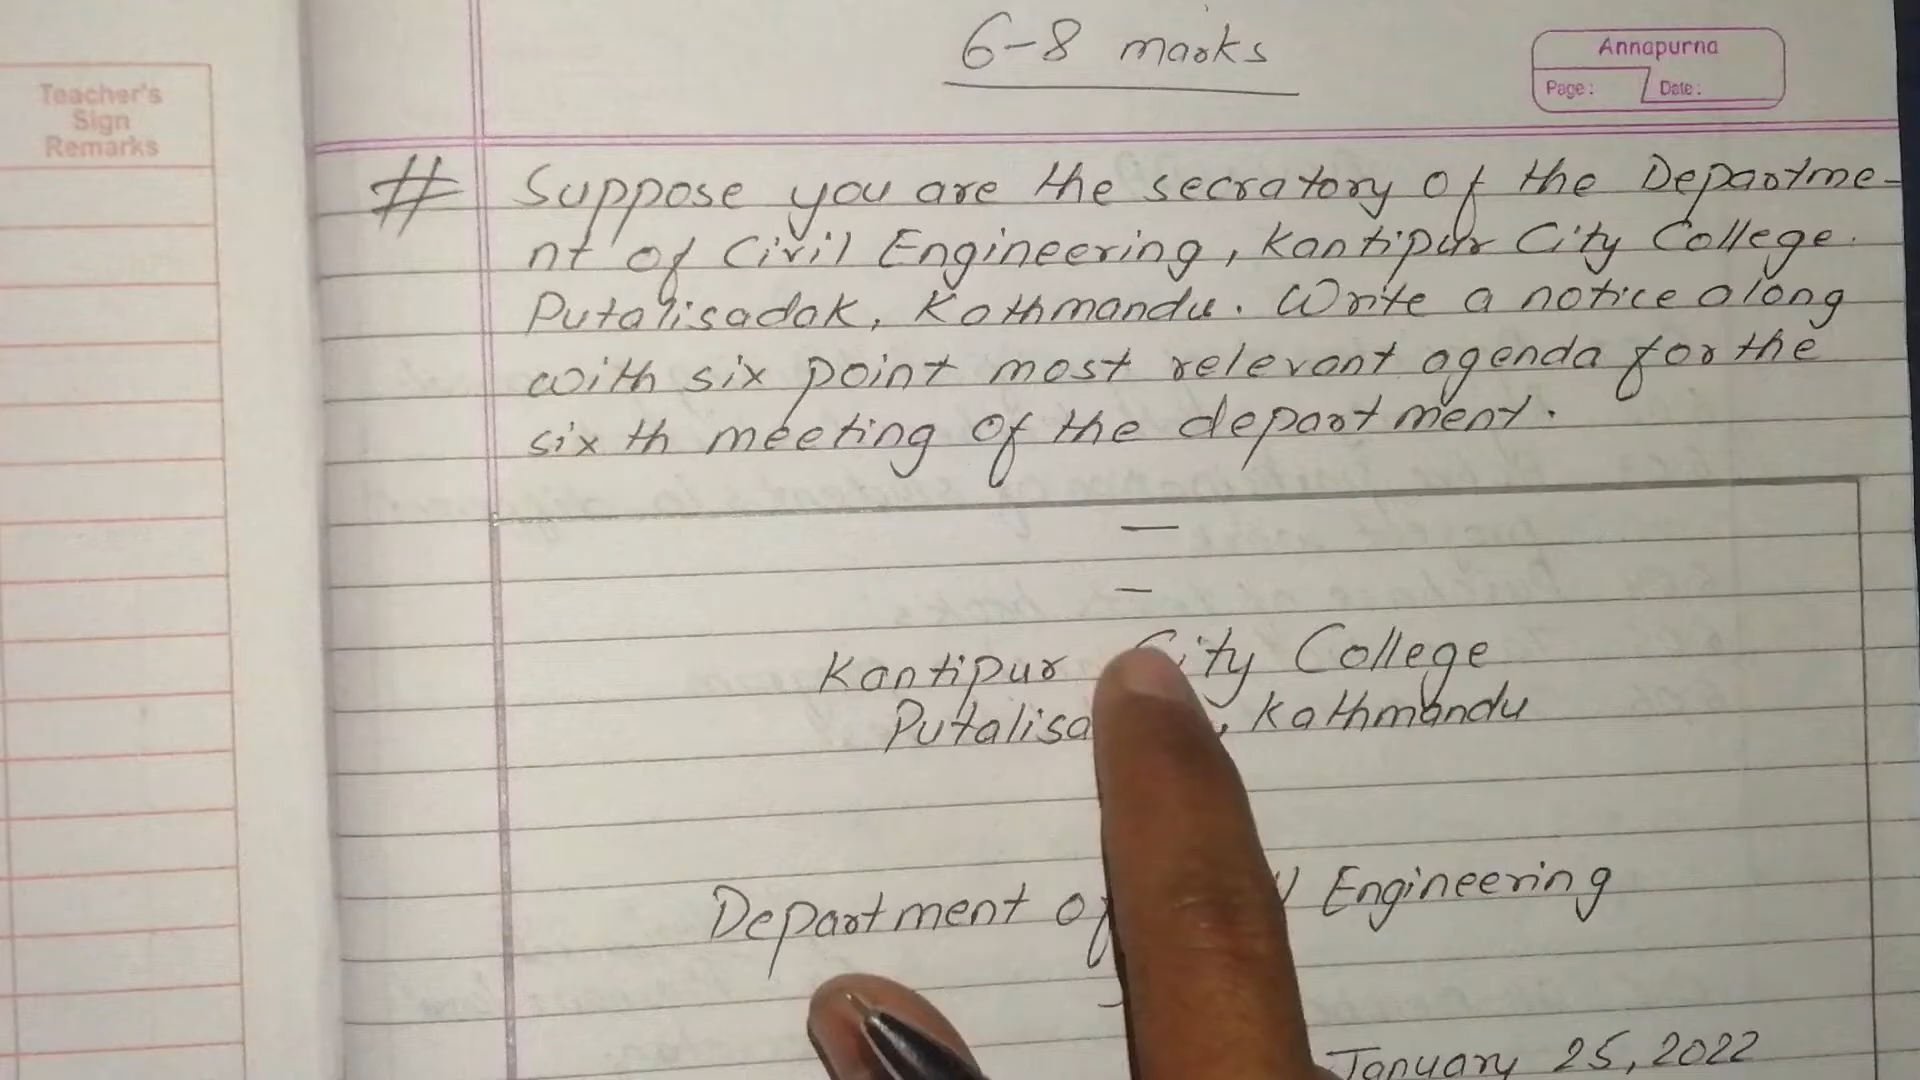 6-8 marks
Annapurna
Page: Date:
Teacher's
Sign
Remarks
# Suppose you are the secratory of the Departme-
nt of Civil Engineering, Kantipur City College.
Putalisadak, Kathmandu. Write a notice along
with six point most relevant agenda for the
sixth meeting of the department.
Kantipur City College
Kathmandu
Department Engineering
January 25, 2022